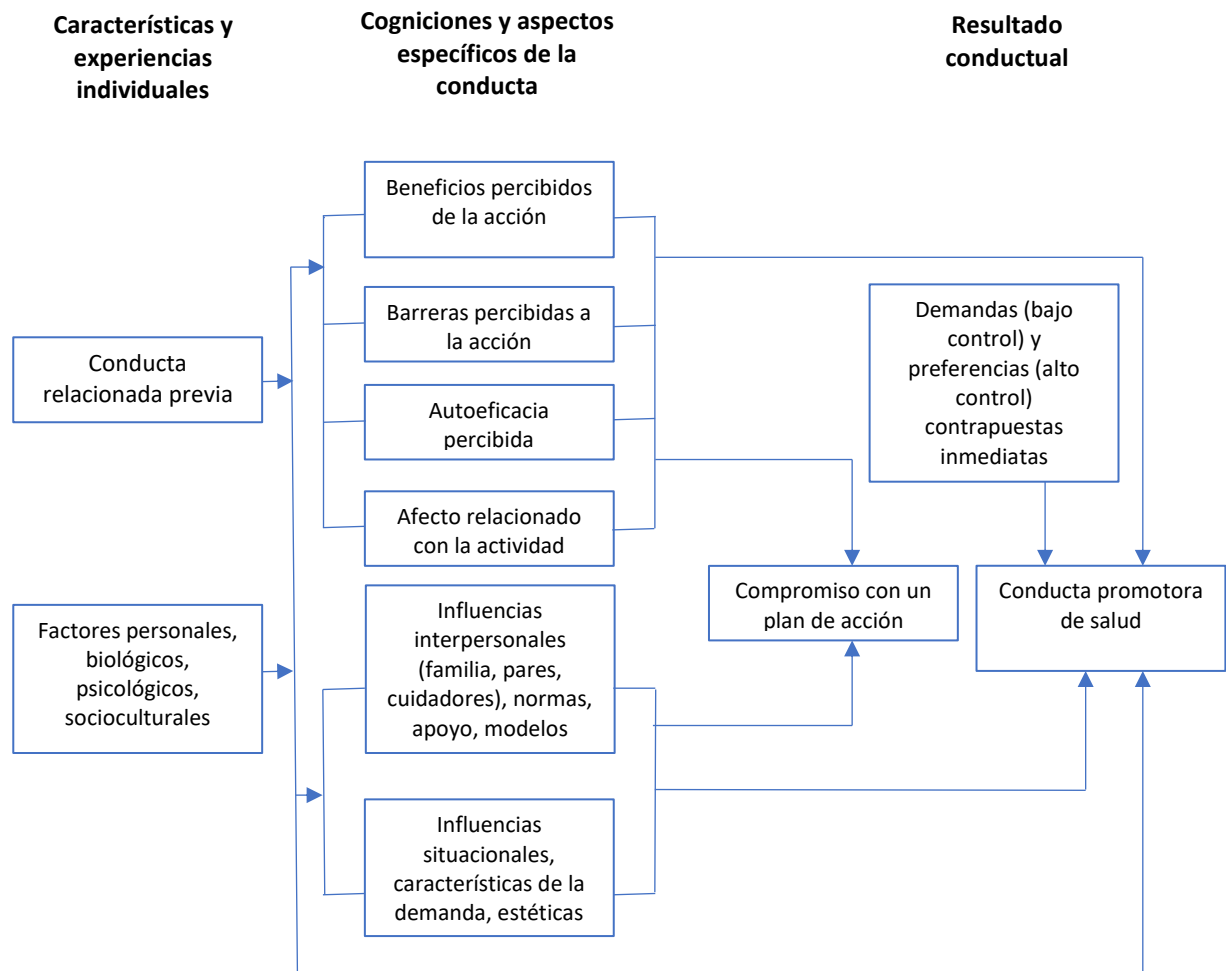 Características y
experiencias
individuales
Cogniciones y aspectos
específicos de la
conducta
Resultado
conductual
Beneficios percibidos
de la acción
Barreras percibidas a
la acción
Demandas (bajo
control) y
preferencias (alto
control)
contrapuestas
inmediatas
Conducta
relacionada previa
Autoeficacia
percibida
Afecto relacionado
con la actividad
Factores personales,
biológicos,
psicológicos,
socioculturales
Influencias
interpersonales
(familia, pares,
cuidadores), normas,
apoyo, modelos
Compromiso con un
plan de acción
Conducta promotora
de salud
Influencias
situacionales,
características de la
demanda, estéticas